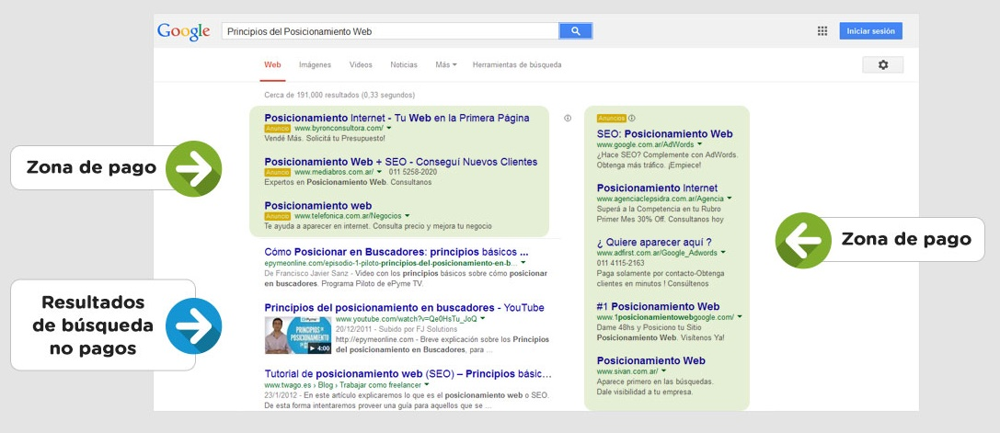 Google
Principios del Posicionamiento Web
Iniciar sesión
Web Imágenes Videos Noticias Más Herramientas de búsqueda
Cerca de 191,000 resultados (0,33 segundos)
Zona de pago
Posicionamiento Internet - Tu Web en la Primera Página
Anuncio www.byronconsultora.com/
Vendé Más. Solicitá tu Presupuesto!
Posicionamiento Web + SEO - Conseguí Nuevos Clientes
Anuncio www.mediabros.com.ar/ 011 5258-2020
Expertos en Posicionamiento Web. Consultanos
Posicionamiento web
Anuncio www.telefonica.com.ar/Negocios
Te ayuda a aparecer en internet. Consulta precio y mejora tu negocio
Resultados
de búsqueda
no pagos
Cómo Posicionar en Buscadores: principios básicos ...
epymeonline.com/episodio-1-piloto-principios-del-posicionamiento-en-b...
De Francisco Javier Sanz - Video con los principios básicos sobre cómo posicionar
en buscadores. Programa Piloto de ePyme TV.
Principios del posicionamiento en buscadores - YouTube
www.youtube.com/watch?v=Qe0HsTu_JoQ
20/12/2011 - Subido por FJ Solutions
http://epymeonline.com - Breve explicación sobre los Principios
del posicionamiento en Buscadores, para ...
PRINCIPIOS DE
POSICIONAMIENTO
4:00
Tutorial de posicionamiento web (SEO) – Principios básic...
www.twago.es › Blog › Trabajar como freelancer
23/1/2012 - En este artículo explicaremos lo que es el posicionamiento web o SEO.
De esta forma intentaremos proveer una guía para aquellos que se ...
Anuncios
SEO: Posicionamiento Web
www.google.com.ar/AdWords
¿Hace SEO? Complemente con AdWords.
Obtenga más tráfico. ¡Empiece!
Posicionamiento Internet
www.agenciaclepsidra.com.ar/Agencia
Superá a la Competencia en tu Rubro
Primer Mes 30% Off. Consultanos hoy
¿ Quiere aparecer aquí ?
www.adfirst.com.ar/Google_Adwords
011 4115-2163
Paga solamente por contacto-Obtenga
clientes en minutos ! Consúltenos
#1 Posicionamiento Web
www.1posicionamientowebgoogle.com/
Dame 48hs y Posiciono tu Sitio
Posicionamiento Web. Visitenos Ya!
Posicionamiento Web
www.sivan.com.ar/
Aparece primero en las búsquedas.
Dale visibilidad a tu empresa.
Zona de pago